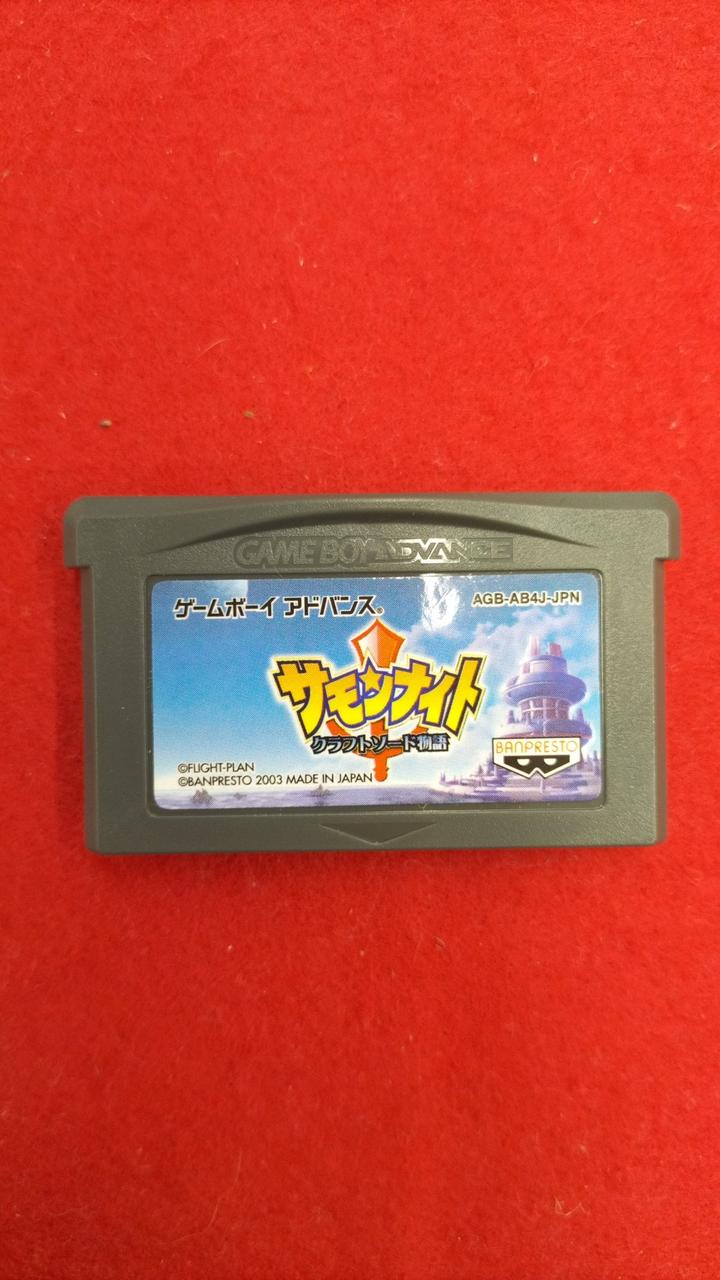 GAME BOY ADVANCE
ゲームボーイ アドバンス®
AGB-AB4J-JPN
サモンナイト
クラフトソード物語
BANPRESTO
©FLIGHT-PLAN
©BANPRESTO 2003 MADE IN JAPAN